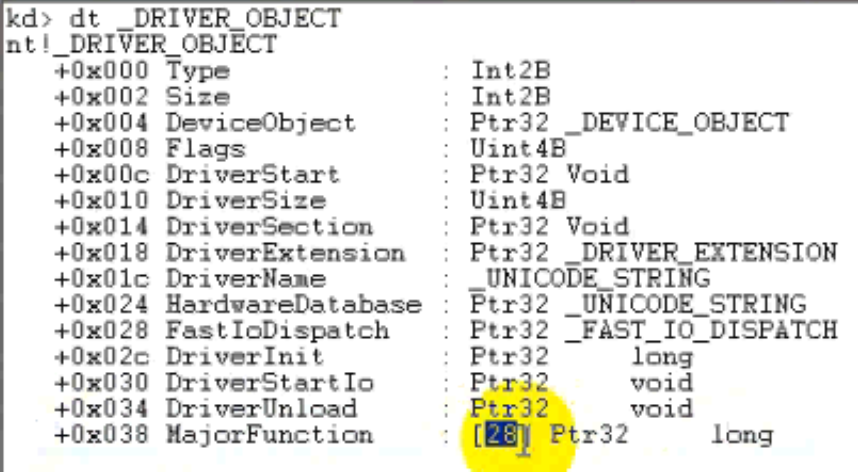 kd> dt _DRIVER_OBJECT
nt!_DRIVER_OBJECT
   +0x000 Type             : Int2B
   +0x002 Size             : Int2B
   +0x004 DeviceObject     : Ptr32 _DEVICE_OBJECT
   +0x008 Flags            : Uint4B
   +0x00c DriverStart      : Ptr32 Void
   +0x010 DriverSize       : Uint4B
   +0x014 DriverSection    : Ptr32 Void
   +0x018 DriverExtension  : Ptr32 _DRIVER_EXTENSION
   +0x01c DriverName       : _UNICODE_STRING
   +0x024 HardwareDatabase : Ptr32 _UNICODE_STRING
   +0x028 FastIoDispatch   : Ptr32 _FAST_IO_DISPATCH
   +0x02c DriverInit       : Ptr32     long
   +0x030 DriverStartIo    : Ptr32     void
   +0x034 DriverUnload     : Ptr32     void
   +0x038 MajorFunction    : [28] Ptr32     long